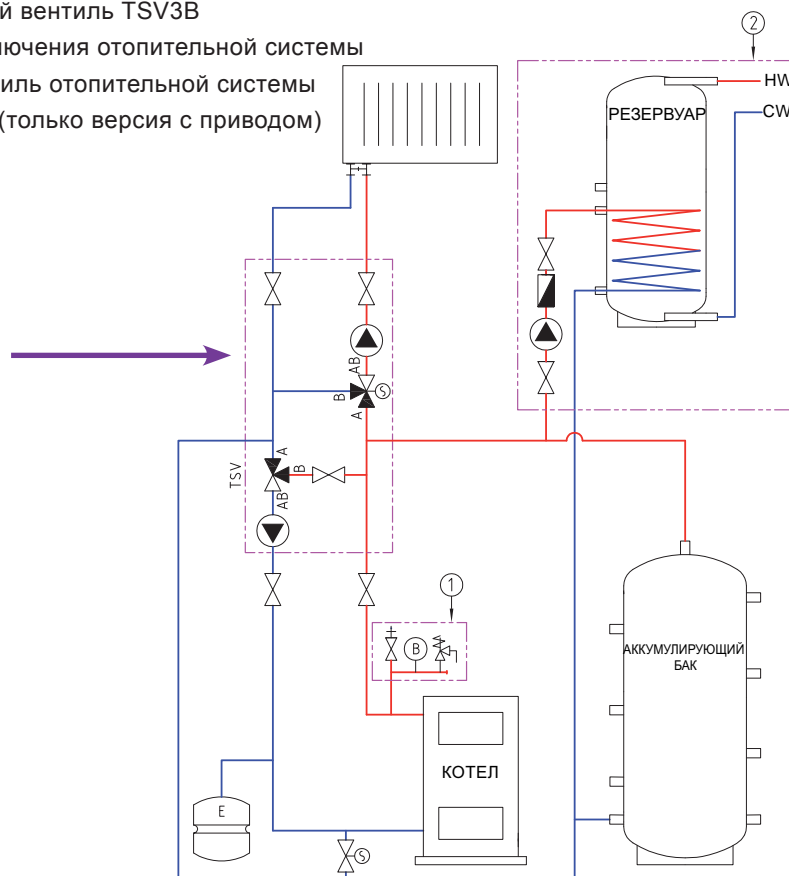 й вентиль TSV3B
ючения отопительной системы
иль отопительной системы
(только версия с приводом)
2
HW
РЕЗЕРВУАР
CW
AB
B
S
A
A
B
TSV
AB
1
B
АККУМУЛИРУЮЩИЙ
БАК
КОТЕЛ
E
S